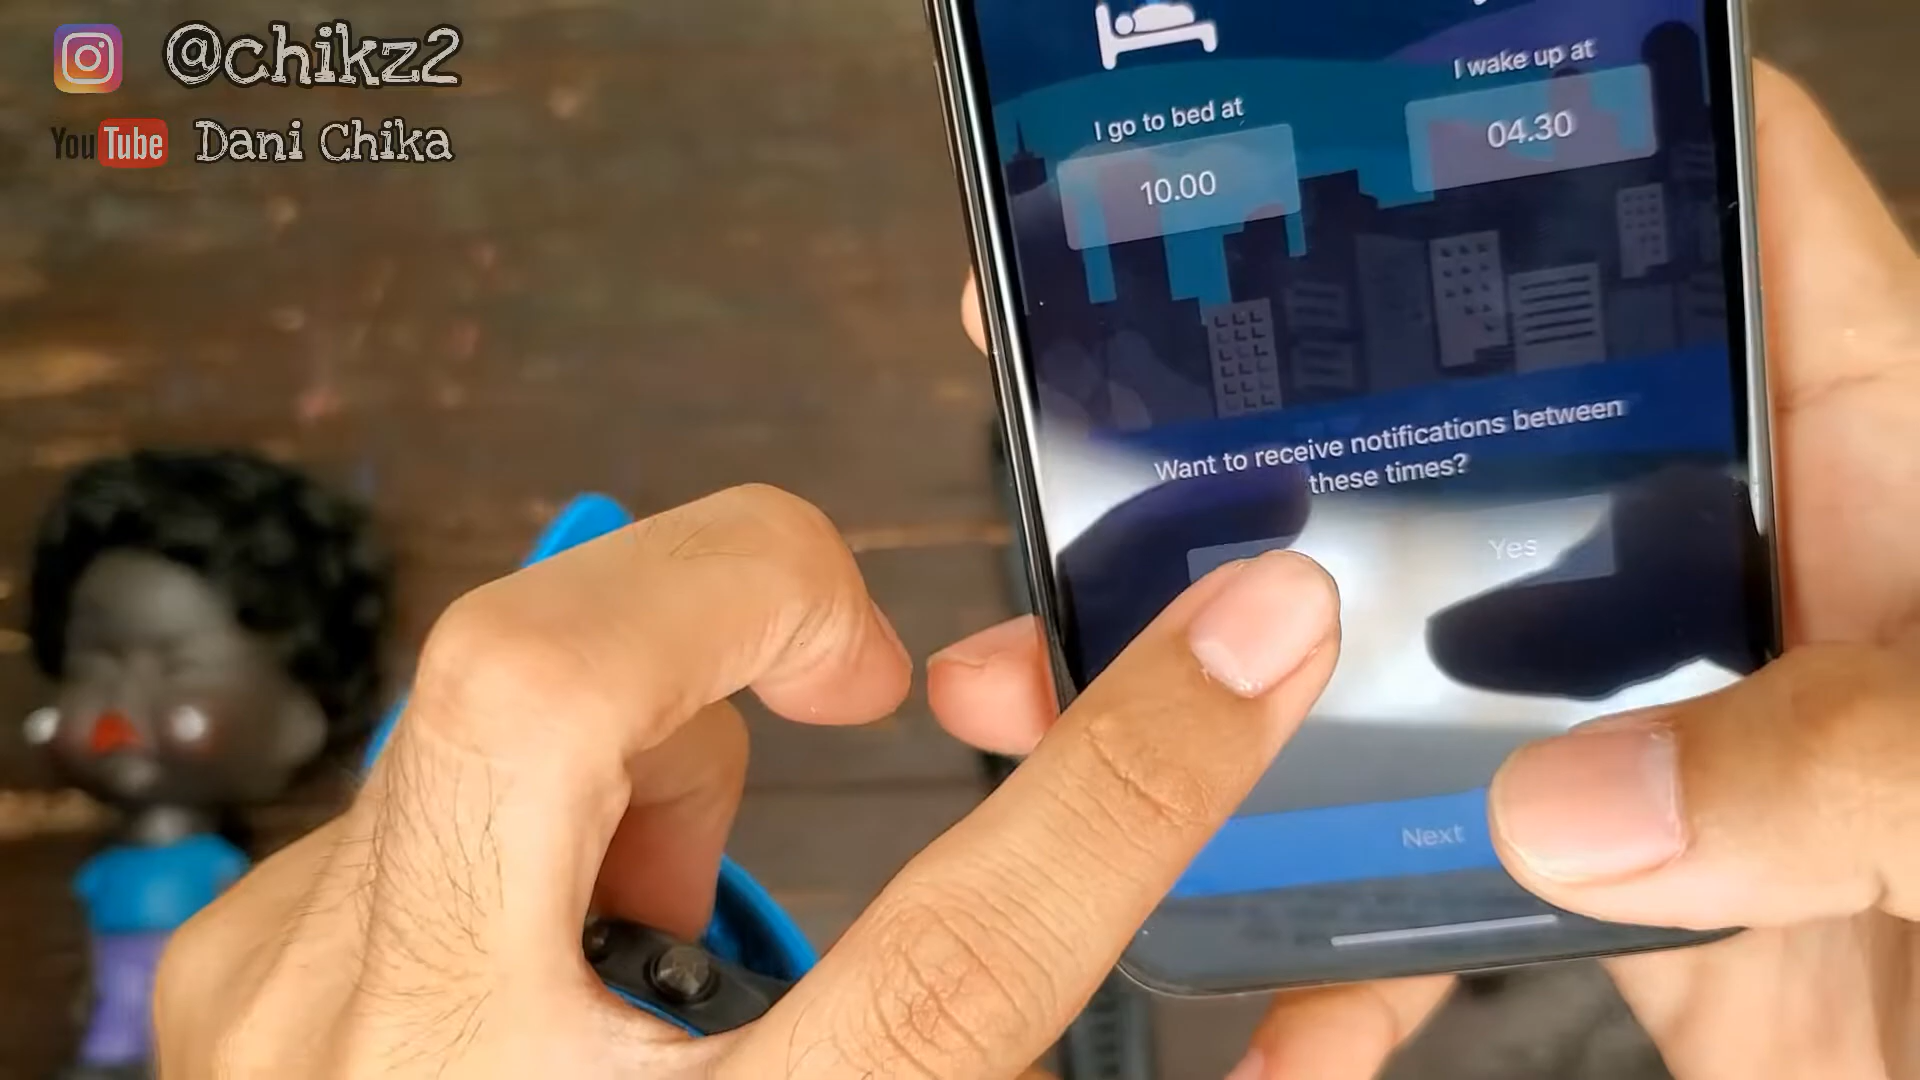 @chikz2
YouTube Dani Chika
I go to bed at
10.00
I wake up at
04.30
Want to receive notifications between
these times?
Yes
Next